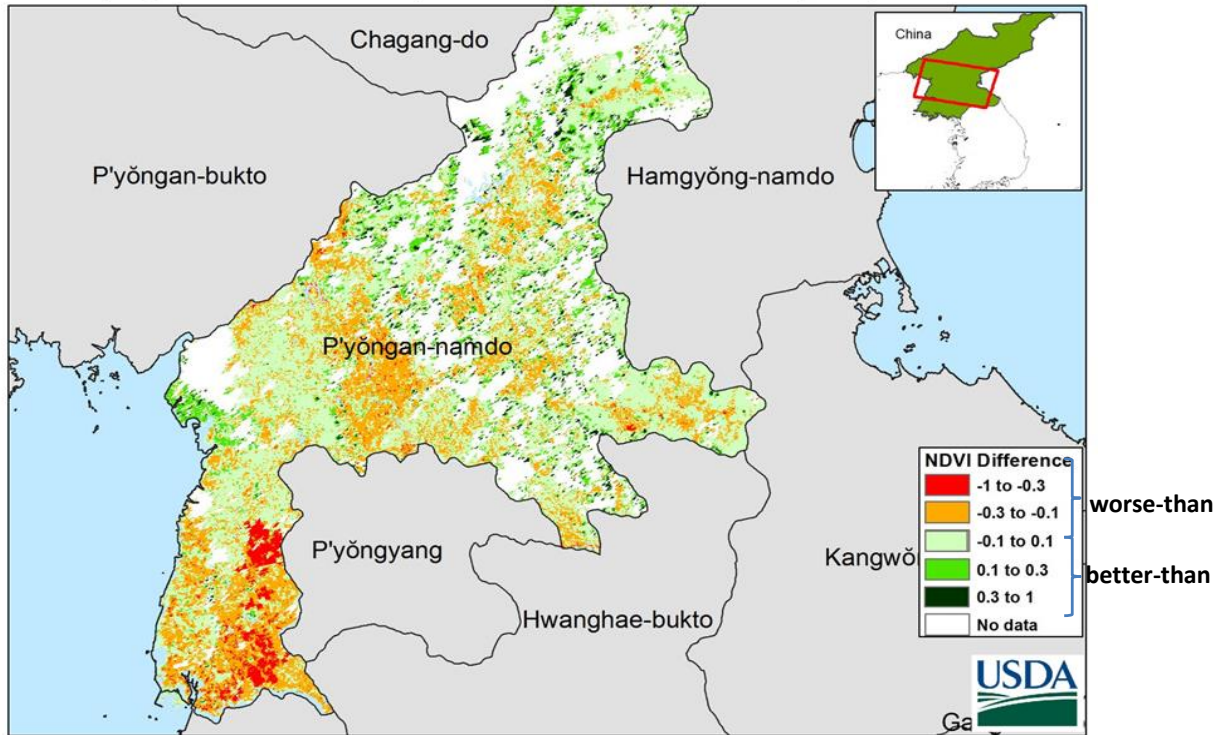 Chagang-do
China
P'yŏngan-bukto
Hamgyŏng-namdo
P'yŏngan-namdo
NDVI Difference
-1 to -0.3
-0.3 to -0.1
worse-than
-0.1 to 0.1
P'yŏngyang
0.1 to 0.3
better-than
0.3 to 1
Hwanghae-bukto
No data
USDA